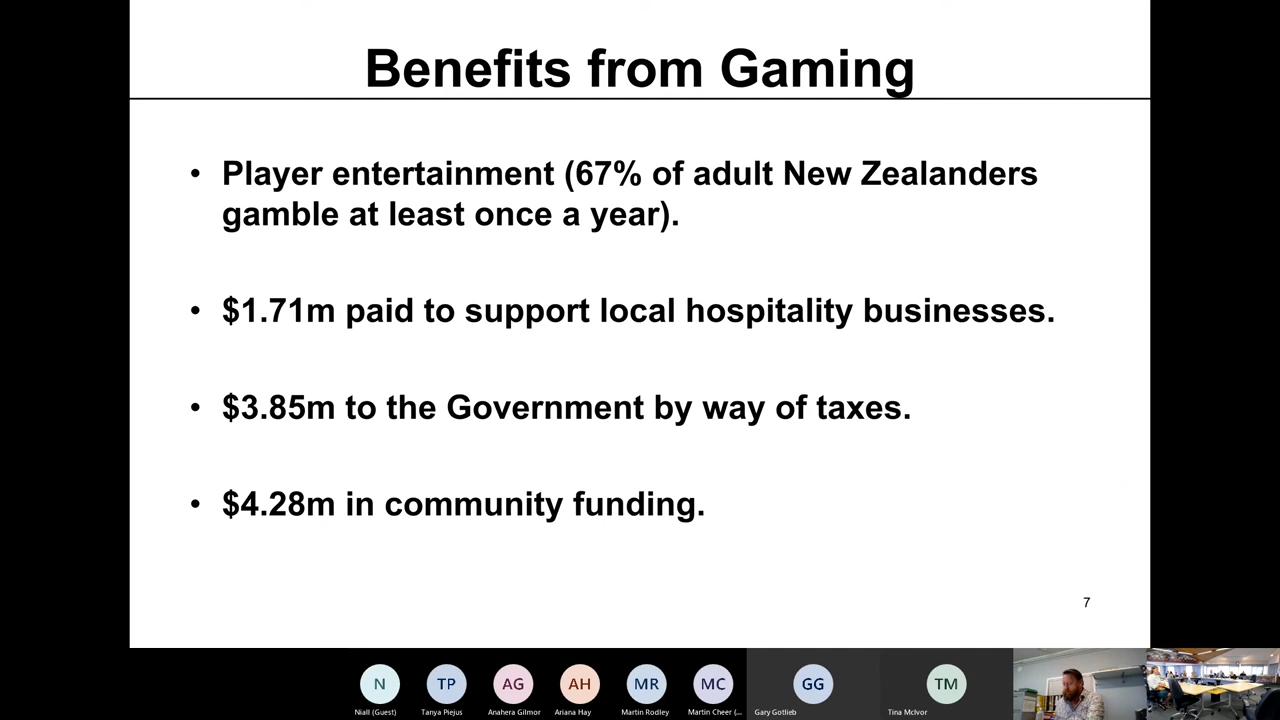 Benefits from Gaming
• Player entertainment (67% of adult New Zealanders
gamble at least once a year).
• $1.71m paid to support local hospitality businesses.
• $3.85m to the Government by way of taxes.
• $4.28m in community funding.
7
N TP AG AH MR MC GG TM
Niall (Guest) Tanya Piejus Anahera Gilmor Ariana Hay Martin Rodley Martin Cheer (... Gary Gotlieb Tina McIvor